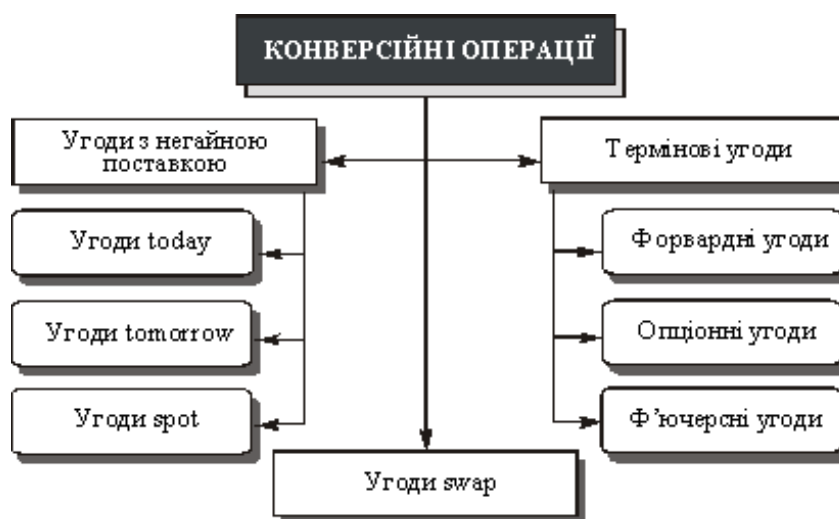 КОНВЕРСІЙНІ ОПЕРАЦІЇ
Угоди з негайною
поставкою
Термінові угоди
Угоди today
Форвардні угоди
Угоди tomorrow
Опціонні угоди
Угоди spot
Ф’ючерсні угоди
Угоди swap